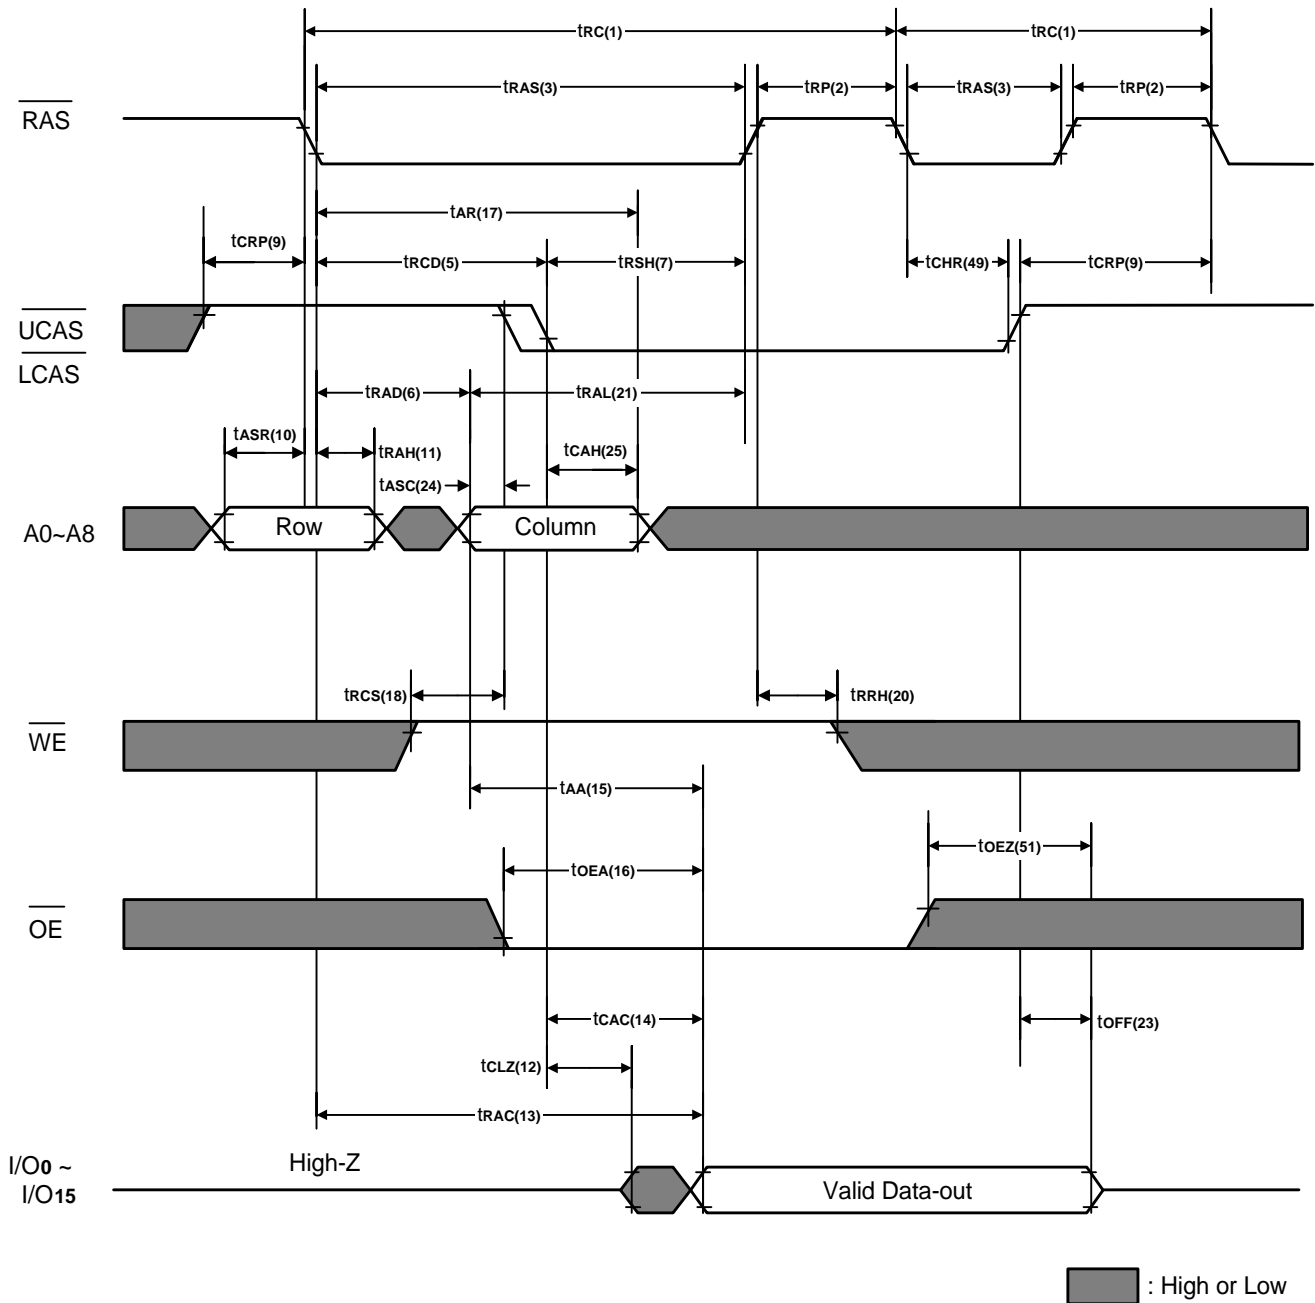 tRC(1) tRC(1)
tRAS(3) tRP(2) tRAS(3) tRP(2)
RAS
tAR(17)
tCRP(9) tRCD(5) tRSH(7) tCHR(49) tCRP(9)
UCAS
LCAS
tRAD(6) tRAL(21)
tASR(10) tRAH(11) tCAH(25)
tASC(24)
A0~A8 Row Column
tRCS(18) tRRH(20)
WE
tAA(15)
tOEZ(51)
tOEA(16)
OE
tCAC(14) tOFF(23)
tCLZ(12)
tRAC(13)
I/O0 ~ High-Z
I/O15 Valid Data-out
: High or Low